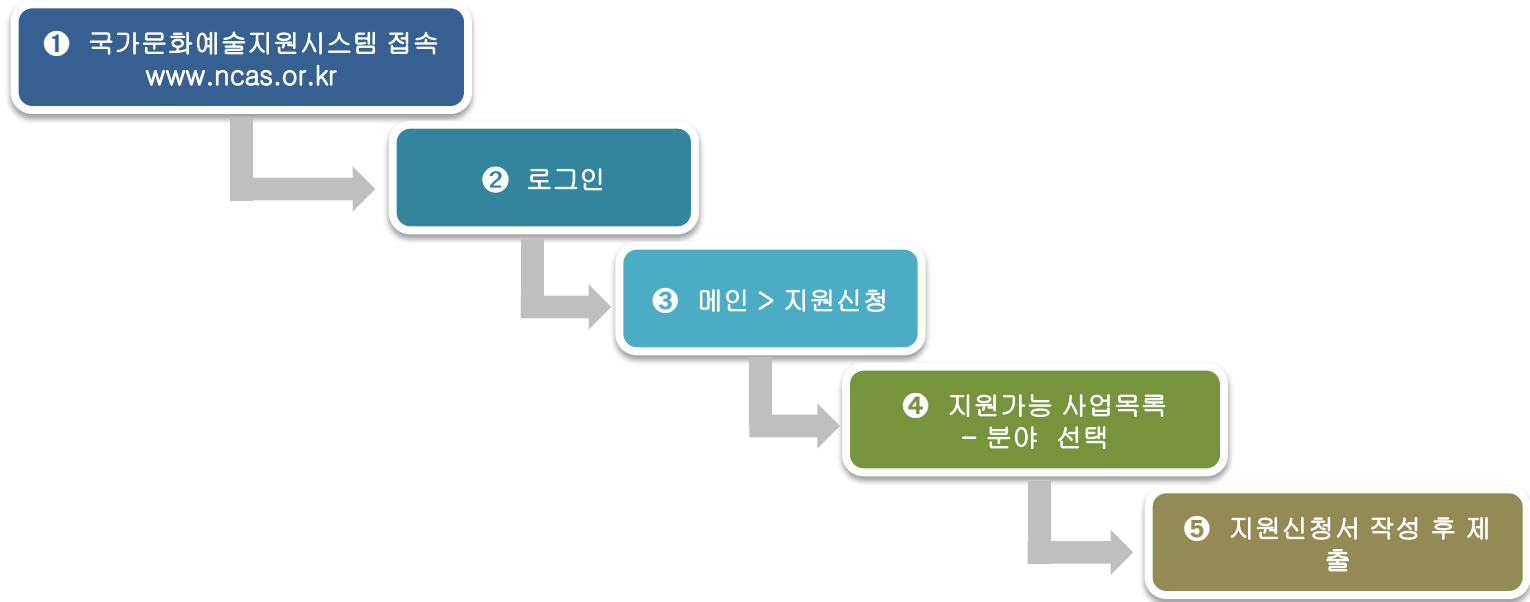 ❶ 국가문화예술지원시스템 접속
www.ncas.or.kr
❷ 로그인
❸ 메인 > 지원신청
❹ 지원가능 사업목록
- 분야 선택
❺ 지원신청서 작성 후 제
출